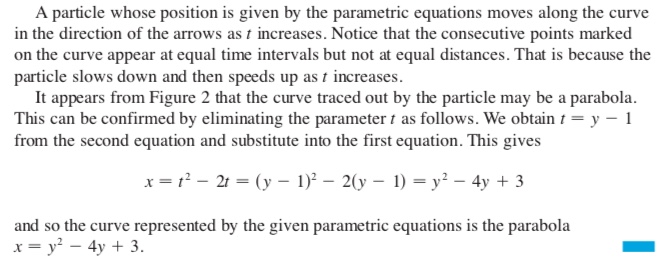 A particle whose position is given by the parametric equations moves along the curve
in the direction of the arrows as t increases. Notice that the consecutive points marked
on the curve appear at equal time intervals but not at equal distances. That is because the
particle slows down and then speeds up as t increases.
It appears from Figure 2 that the curve traced out by the particle may be a parabola.
This can be confirmed by eliminating the parameter t as follows. We obtain t = y − 1
from the second equation and substitute into the first equation. This gives
x = t² − 2t = (y − 1)² − 2(y − 1) = y² − 4y + 3
and so the curve represented by the given parametric equations is the parabola
x = y² − 4y + 3.